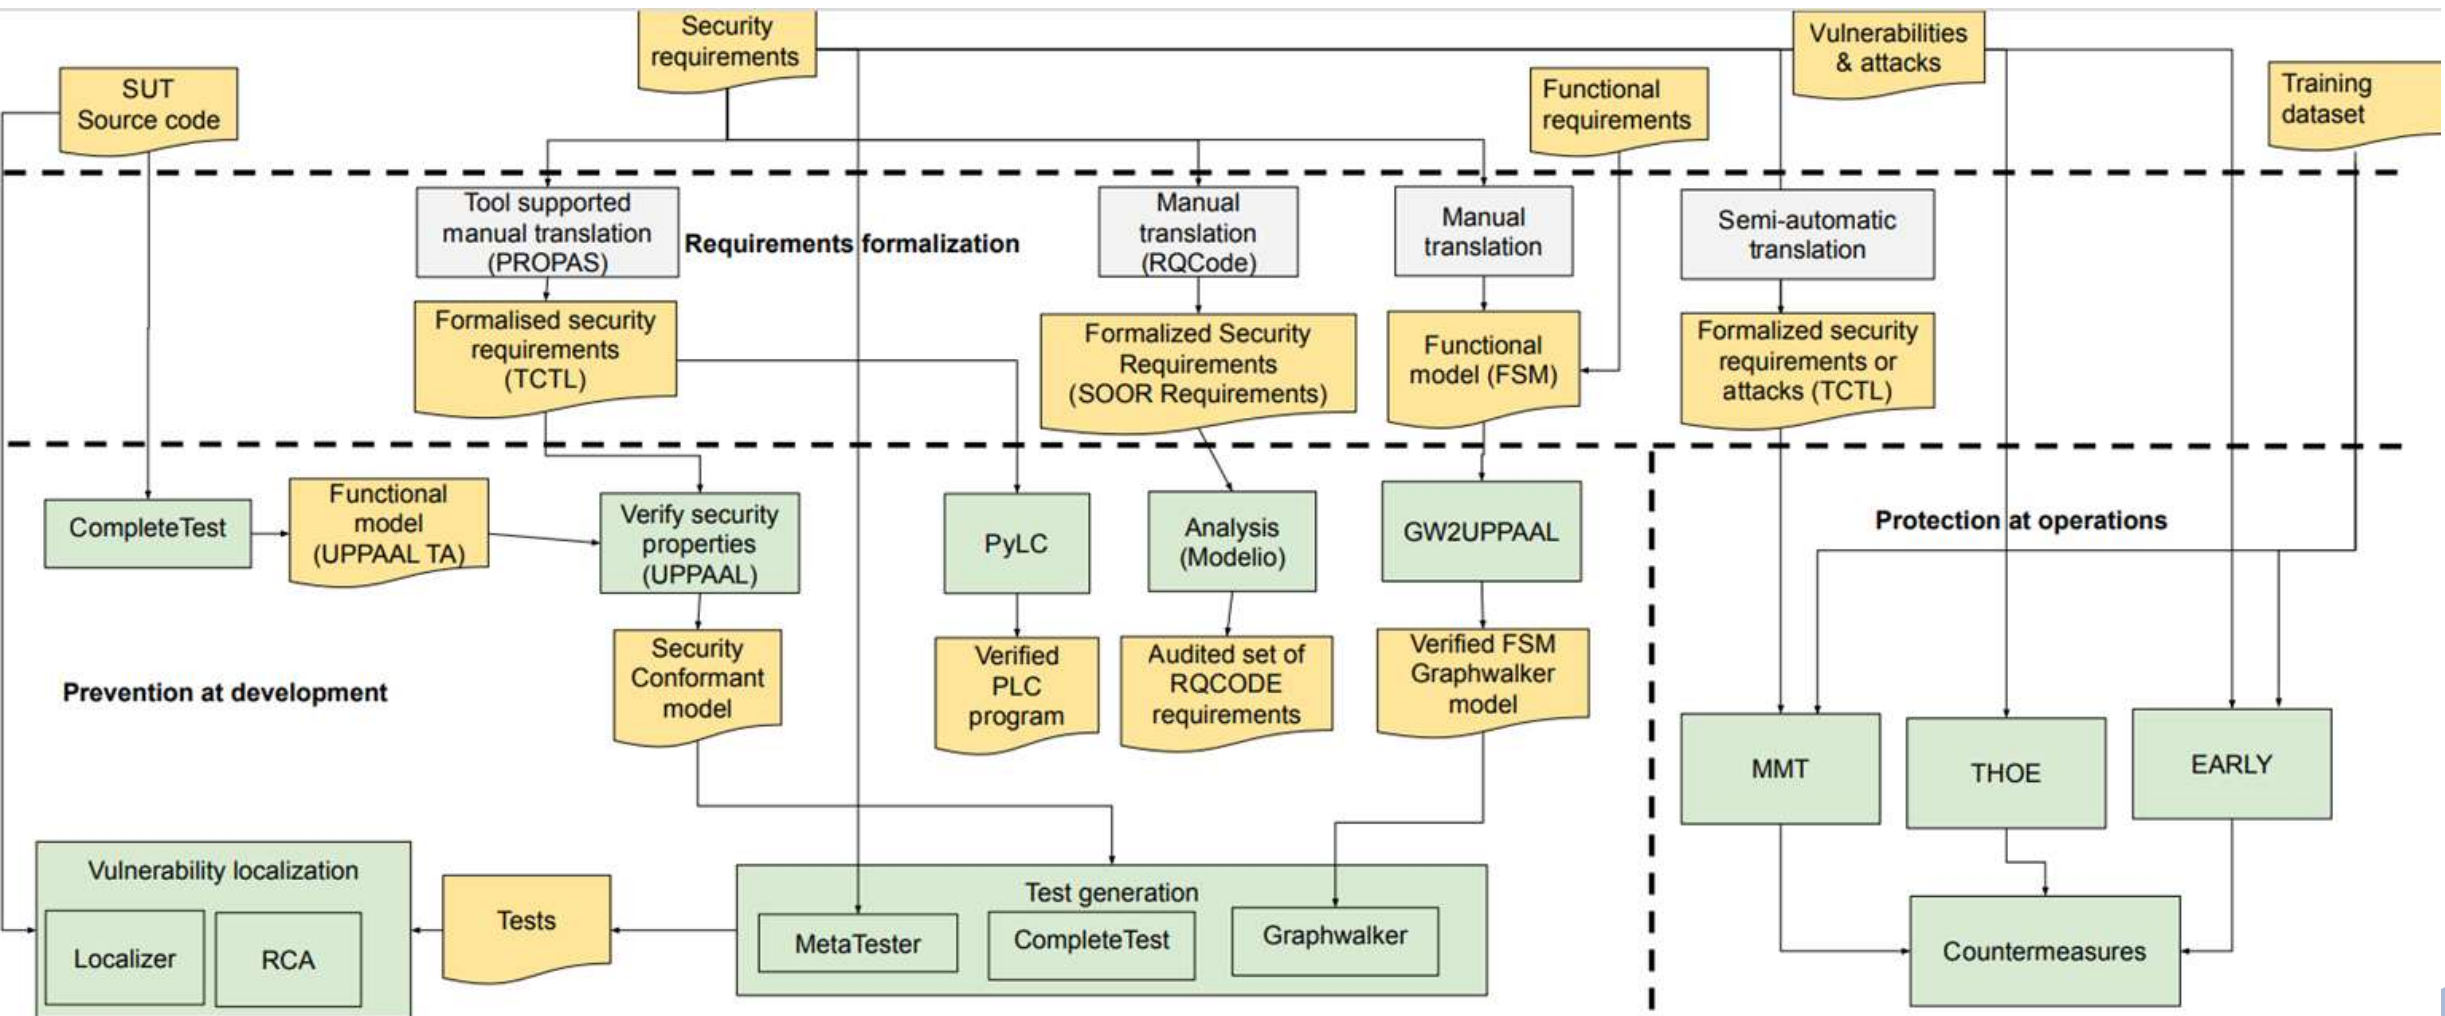 Security
requirements
Vulnerabilities
& attacks
SUT
Source code
Functional
requirements
Training
dataset
Tool supported
manual translation
(PROPAS)
Requirements formalization
Manual
translation
(RQCode)
Manual
translation
Semi-automatic
translation
Formalised security
requirements
(TCTL)
Formalized Security
Requirements
(SOOR Requirements)
Functional
model (FSM)
Formalized security
requirements or
attacks (TCTL)
CompleteTest
Functional
model
(UPPAAL TA)
Verify security
properties
(UPPAAL)
PyLC
Analysis
(Modelio)
GW2UPPAAL
Protection at operations
Prevention at development
Security
Conformant
model
Verified
PLC
program
Audited set of
RQCODE
requirements
Verified FSM
Graphwalker
model
MMT
THOE
EARLY
Vulnerability localization
Localizer
RCA
Tests
Test generation
MetaTester
CompleteTest
Graphwalker
Countermeasures